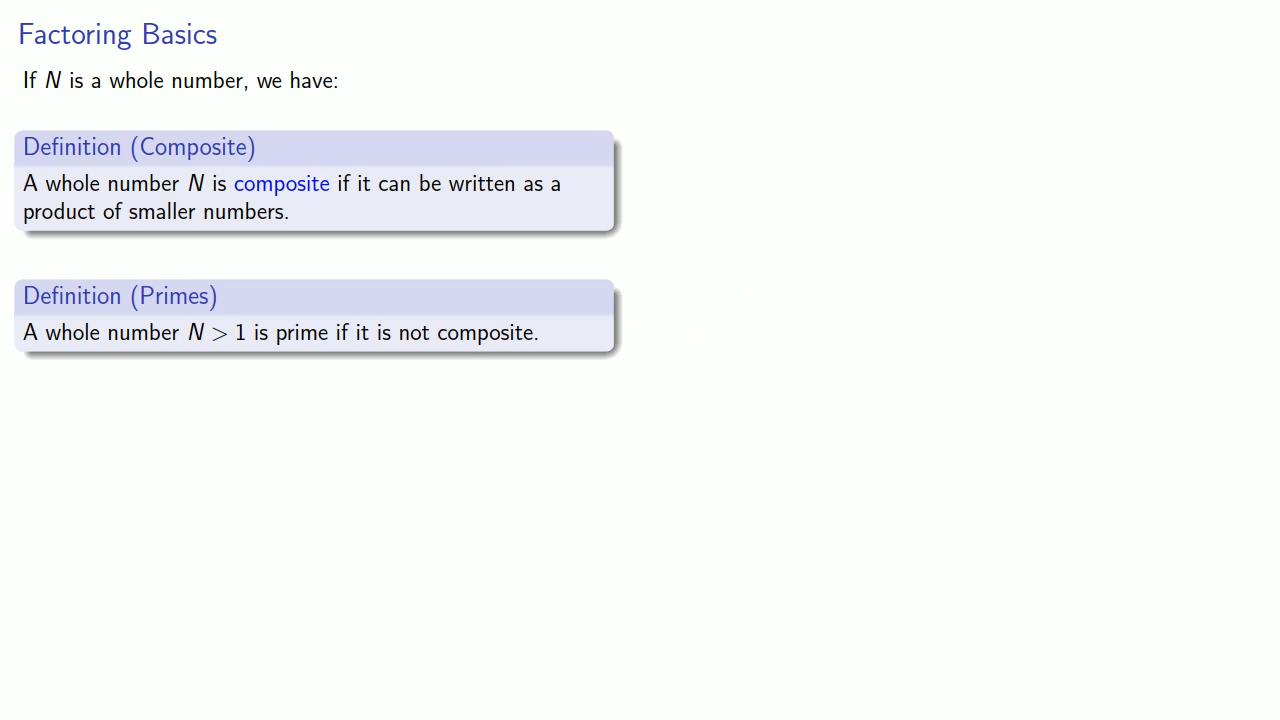 Factoring Basics
If N is a whole number, we have:
Definition (Composite)
A whole number N is composite if it can be written as a
product of smaller numbers.
Definition (Primes)
A whole number N > 1 is prime if it is not composite.